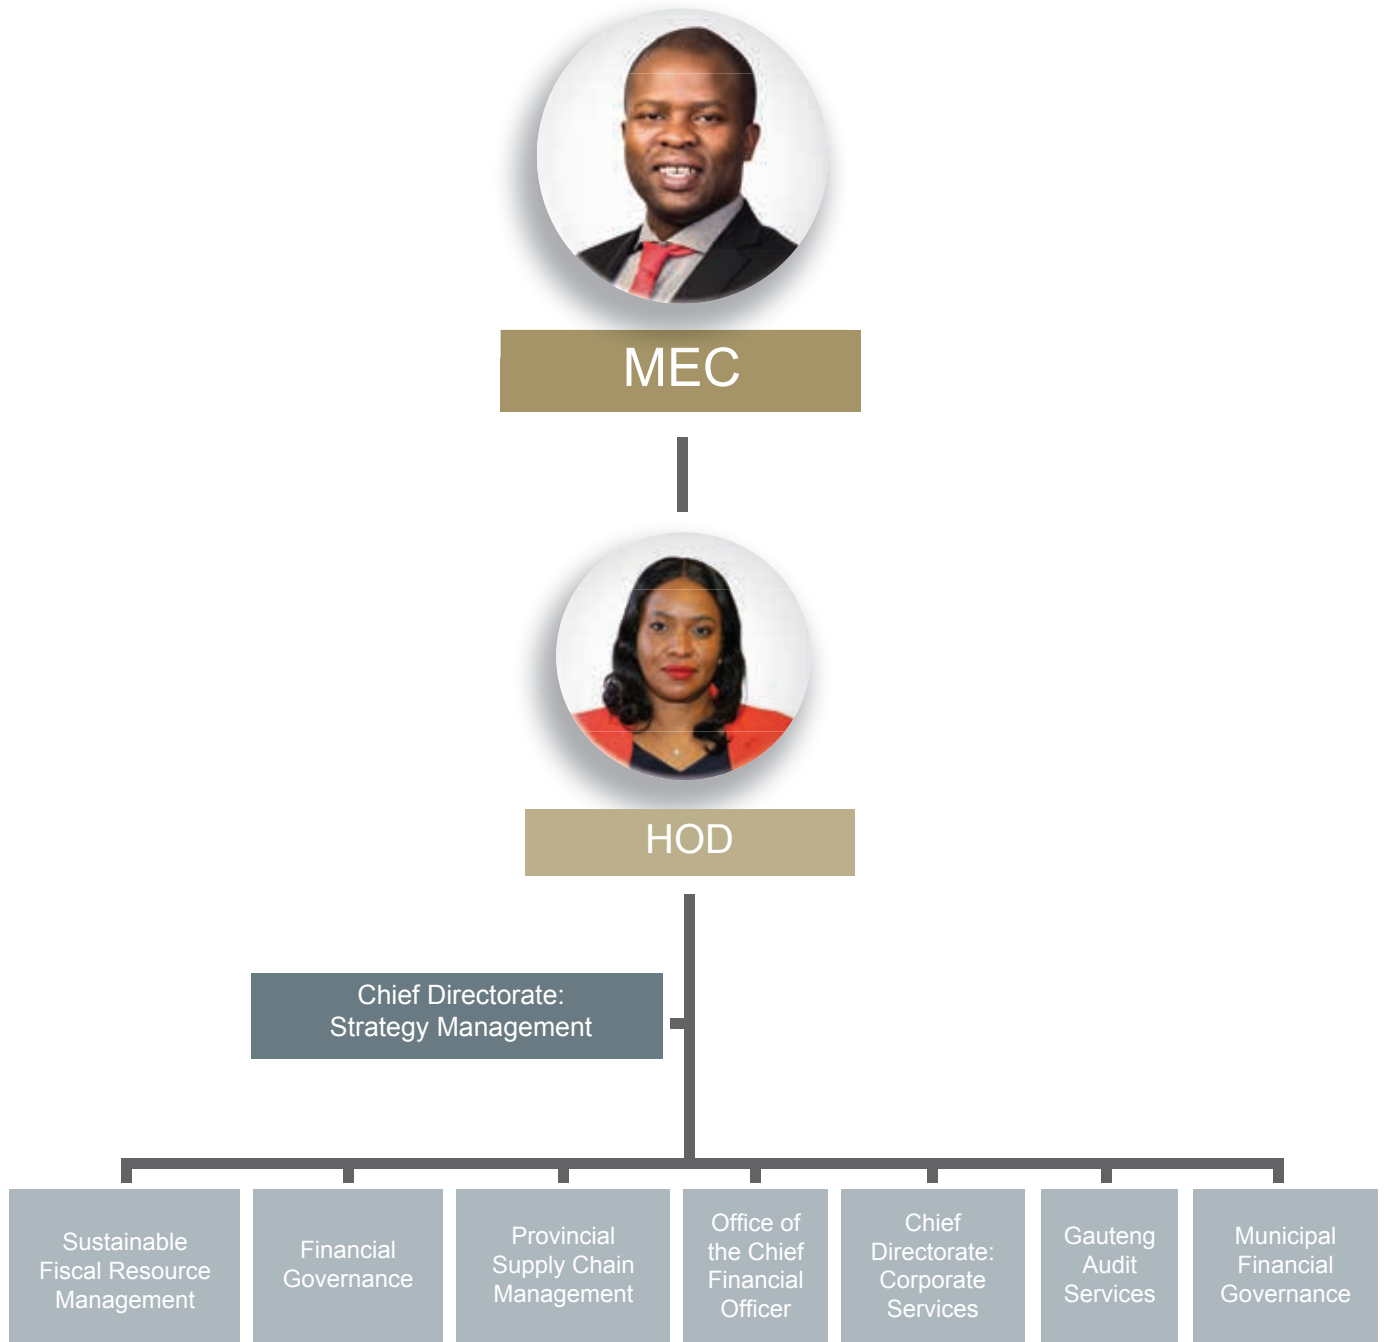 MEC
HOD
Chief Directorate:
Strategy Management
Sustainable
Fiscal Resource
Management
Financial
Governance
Provincial
Supply Chain
Management
Office of
the Chief
Financial
Officer
Chief
Directorate:
Corporate
Services
Gauteng
Audit
Services
Municipal
Financial
Governance